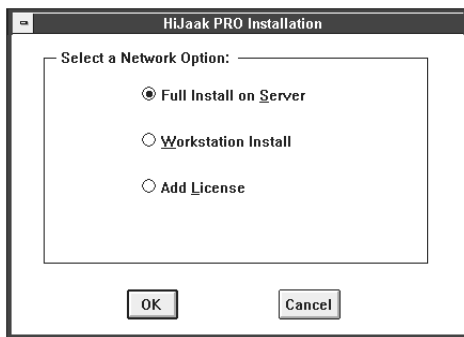 HiJaak PRO Installation
Select a Network Option:
Full Install on Server
Workstation Install
Add License
OK Cancel